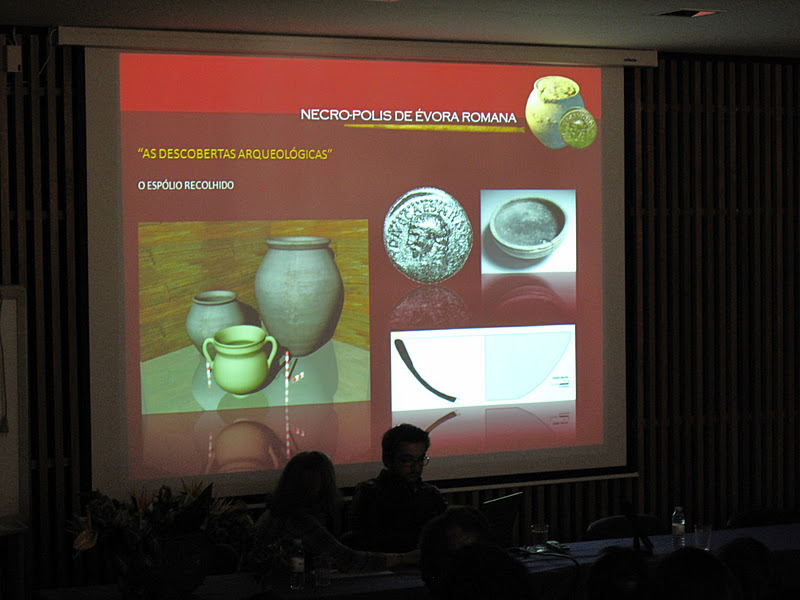 NECRO-POLIS DE ÉVORA ROMANA
“AS DESCOBERTAS ARQUEOLÓGICAS”
O ESPÓLIO RECOLHIDO